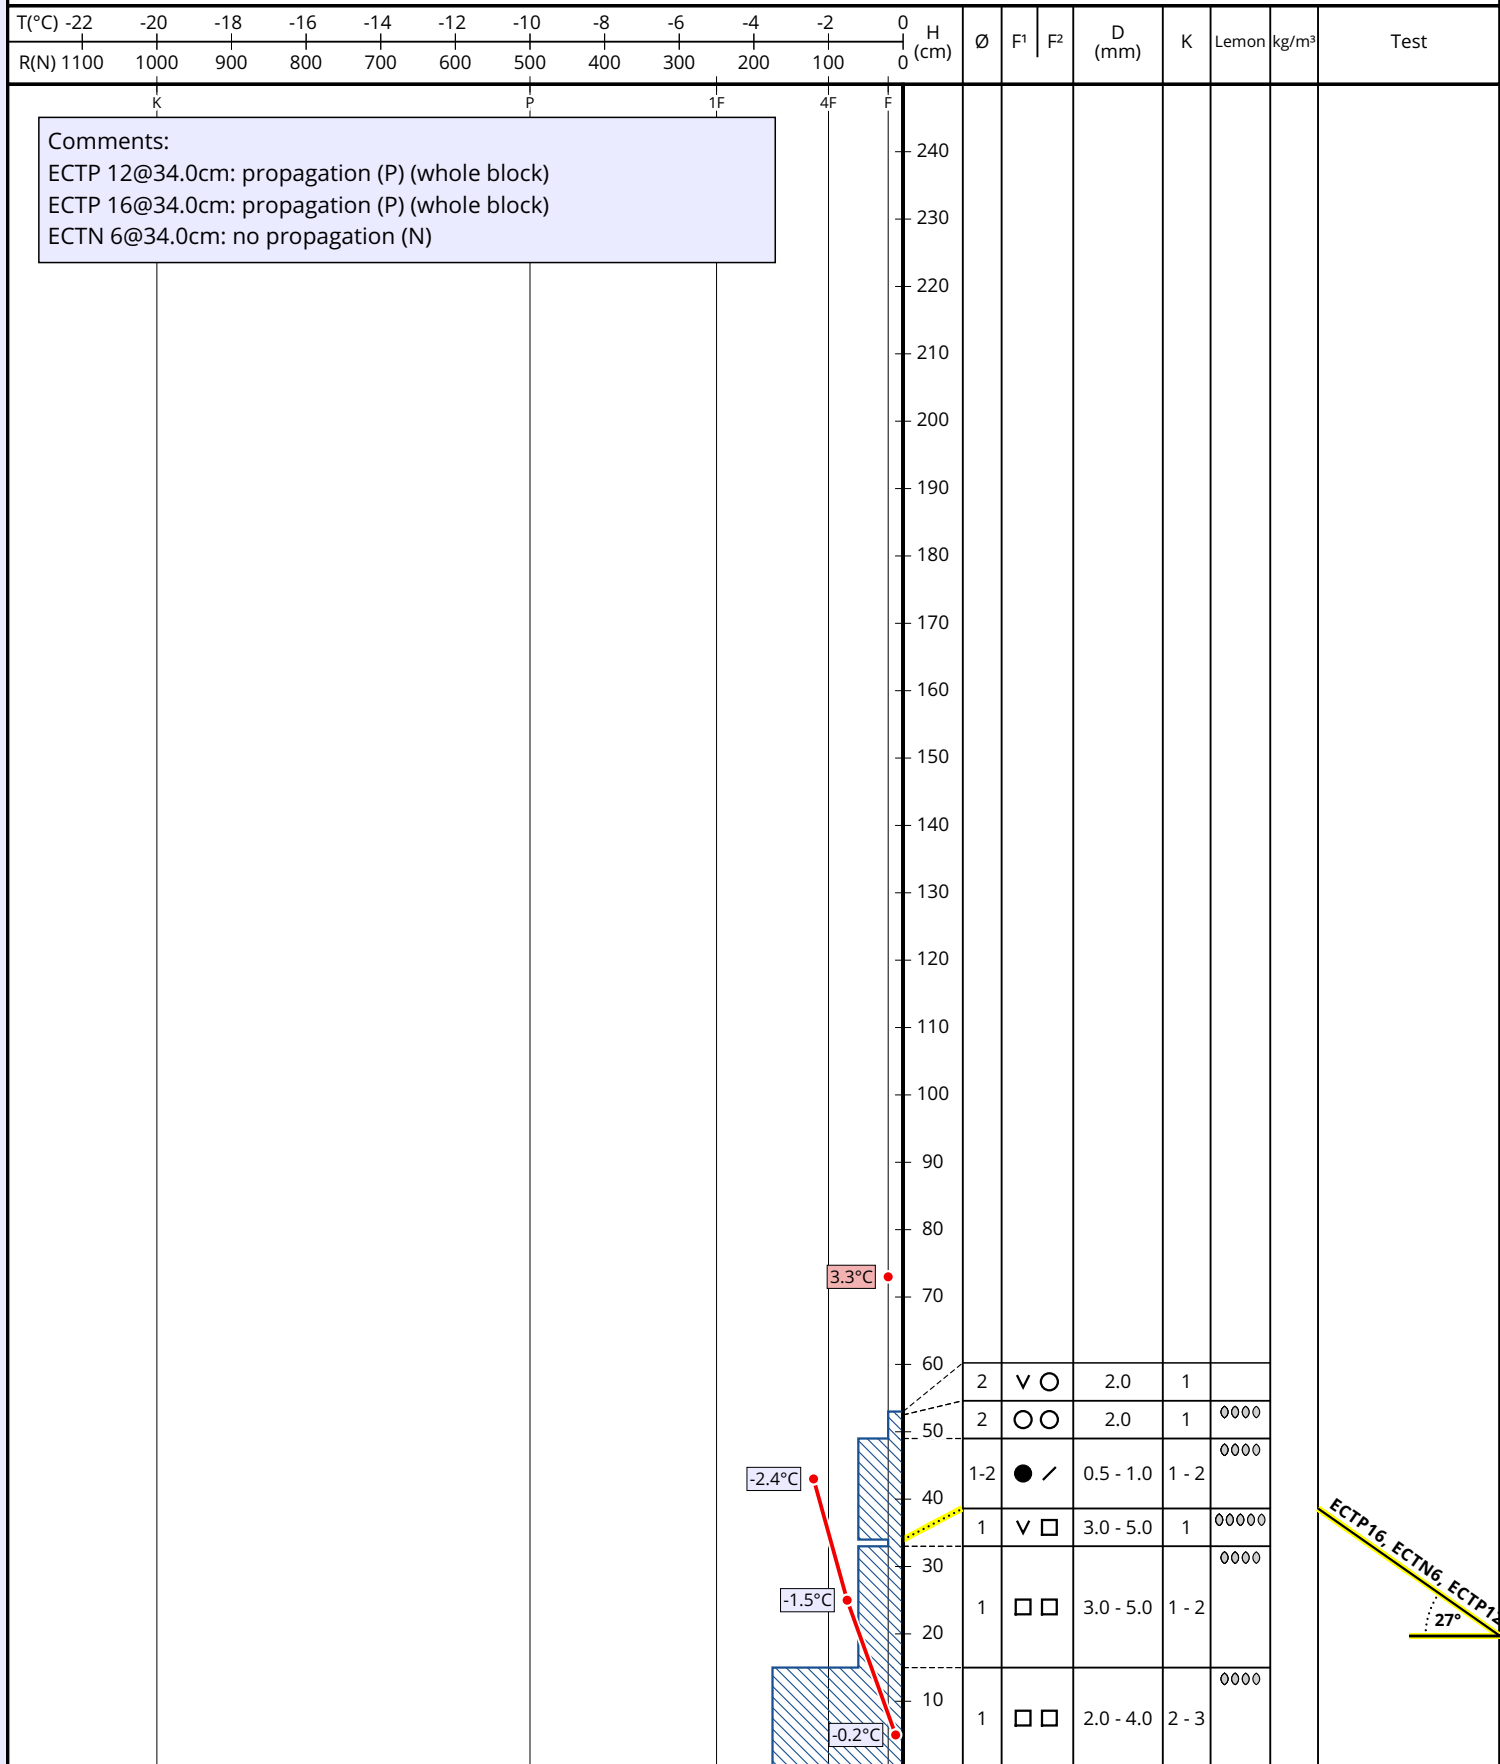 T(°C) -22 -20 -18 -16 -14 -12 -10 -8 -6 -4 -2 0
R(N) 1100 1000 900 800 700 600 500 400 300 200 100 0
H (cm) Ø F¹ F² D (mm) K Lemon kg/m³ Test
K P 1F 4F F
Comments:
ECTP 12@34.0cm: propagation (P) (whole block)
ECTP 16@34.0cm: propagation (P) (whole block)
ECTN 6@34.0cm: no propagation (N)
240
230
220
210
200
190
180
170
160
150
140
130
120
110
100
90
80
3.3°C
70
60
2 2.0 1
2 2.0 1
50
-2.4°C
1-2 0.5 - 1.0 1 - 2
40
1 3.0 - 5.0 1
ECTP16, ECTN6, ECTP12
30
-1.5°C
1 3.0 - 5.0 1 - 2
27°
20
10
1 2.0 - 4.0 2 - 3
-0.2°C